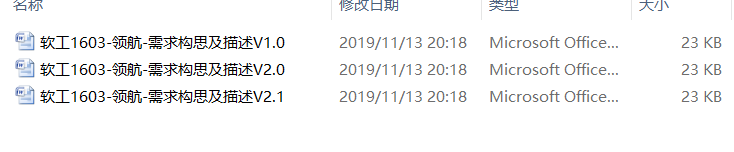 名称 修改日期 类型 大小
软工1603-领航-需求构思及描述V1.0 2019/11/13 20:18 Microsoft Office... 23 KB
软工1603-领航-需求构思及描述V2.0 2019/11/13 20:18 Microsoft Office... 23 KB
软工1603-领航-需求构思及描述V2.1 2019/11/13 20:18 Microsoft Office... 23 KB